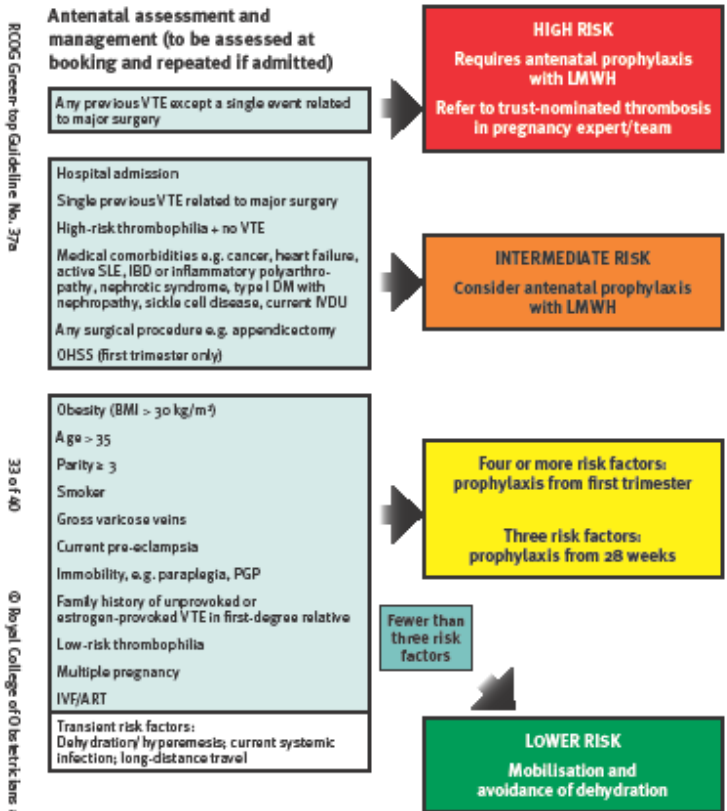 Antenatal assessment and
management (to be assessed at
booking and repeated if admitted)
Any previous VTE except a single event related
to major surgery
HIGH RISK
Requires antenatal prophylaxis
with LMWH
Refer to trust-nominated thrombosis
in pregnancy expert/team
Hospital admission
Single previous VTE related to major surgery
High-risk thrombophilia + no VTE
Medical comorbidities e.g. cancer, heart failure,
active SLE, IBD or inflammatory polyarthro-
pathy, nephrotic syndrome, type I DM with
nephropathy, sickle cell disease, current IVDU
Any surgical procedure e.g. appendicectomy
OHSS (first trimester only)
INTERMEDIATE RISK
Consider antenatal prophylaxis
with LMWH
Obesity (BMI > 30 kg/m²)
Age > 35
Parity ≥ 3
Smoker
Gross varicose veins
Current pre-eclampsia
Immobility, e.g. paraplegia, PGP
Family history of unprovoked or
estrogen-provoked VTE in first-degree relative
Low-risk thrombophilia
Multiple pregnancy
IVF/ART
Transient risk factors:
Dehydration/hyperemesis; current systemic
infection; long-distance travel
Four or more risk factors:
prophylaxis from first trimester
Three risk factors:
prophylaxis from 28 weeks
Fewer than
three risk
factors
LOWER RISK
Mobilisation and
avoidance of dehydration
RCOG Green-top Guideline No. 37a
33 of 40
© Royal College of Obstetricians